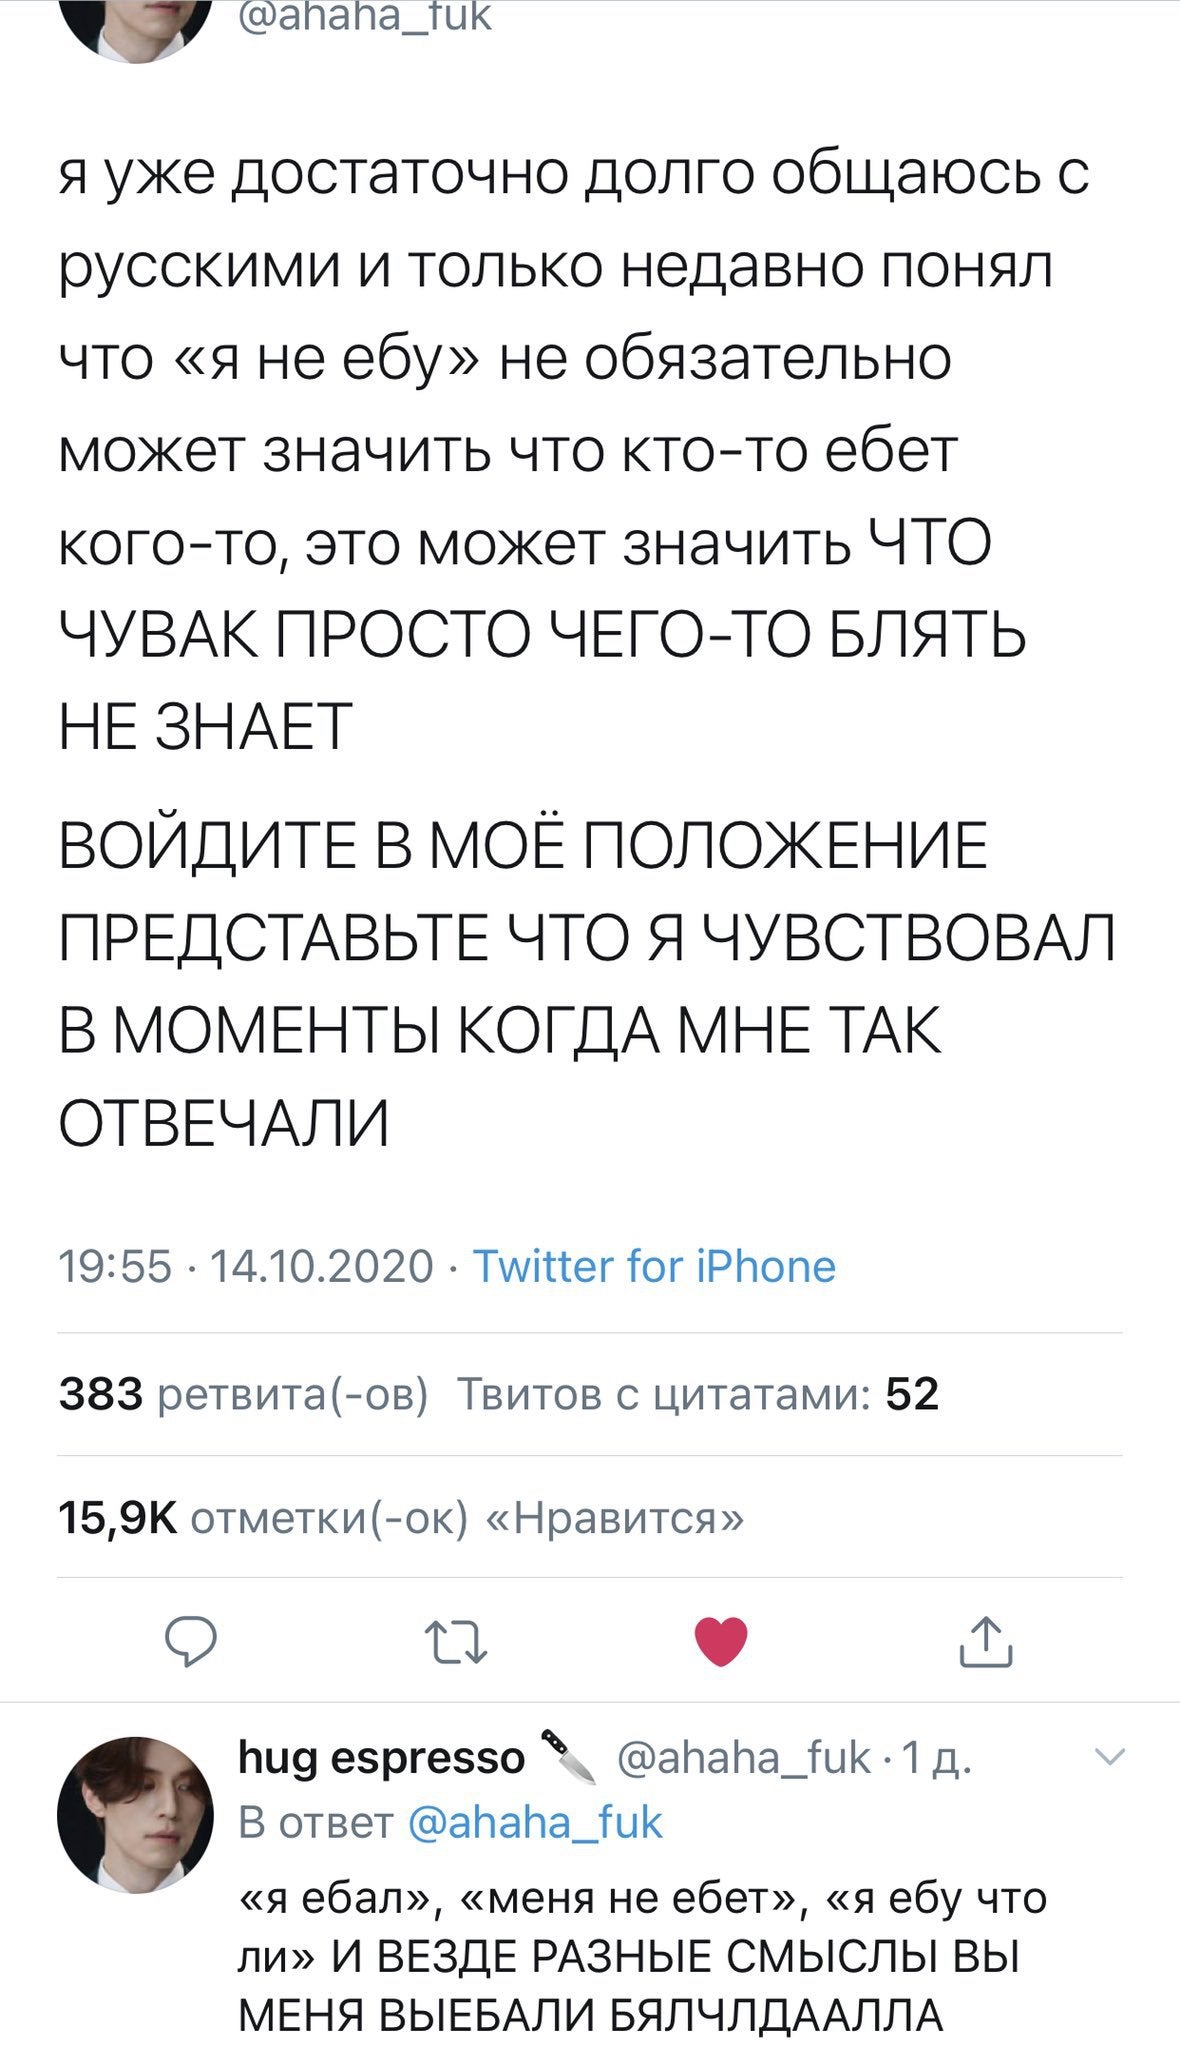 @ahaha_fuk
я уже достаточно долго общаюсь с
русскими и только недавно понял
что «я не ебу» не обязательно
может значить что кто-то ебет
кого-то, это может значить ЧТО
ЧУВАК ПРОСТО ЧЕГО-ТО БЛЯТЬ
НЕ ЗНАЕТ
ВОЙДИТЕ В МОЁ ПОЛОЖЕНИЕ
ПРЕДСТАВЬТЕ ЧТО Я ЧУВСТВОВАЛ
В МОМЕНТЫ КОГДА МНЕ ТАК
ОТВЕЧАЛИ
19:55 · 14.10.2020 · Twitter for iPhone
383 ретвита(-ов) Твитов с цитатами: 52
15,9K отметки(-ок) «Нравится»
hug espresso 🔪 @ahaha_fuk · 1 д.
В ответ @ahaha_fuk
«я ебал», «меня не ебет», «я ебу что
ли» И ВЕЗДЕ РАЗНЫЕ СМЫСЛЫ ВЫ
МЕНЯ ВЫЕБАЛИ БЯЛЧЛДААЛЛА